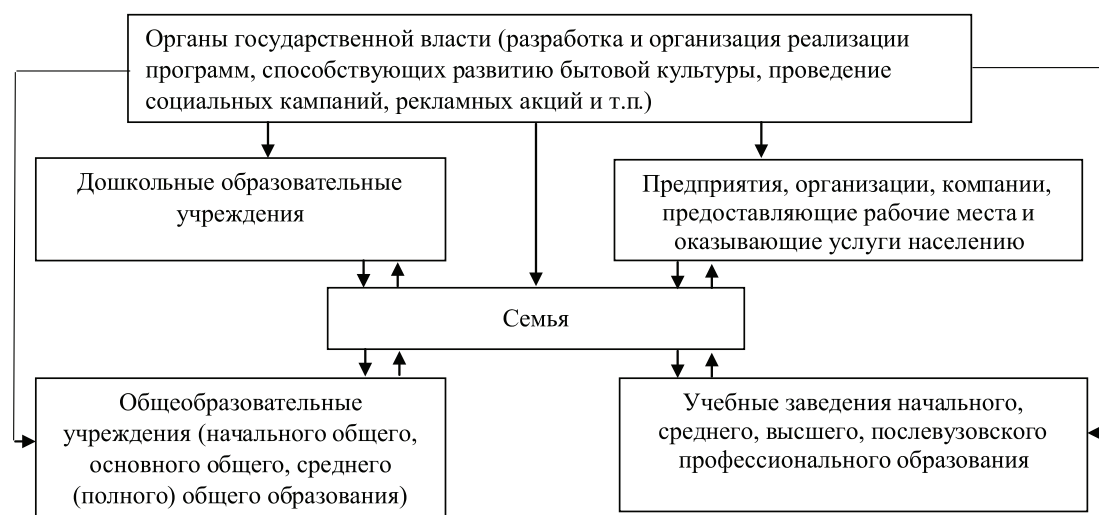 Органы государственной власти (разработка и организация реализации
программ, способствующих развитию бытовой культуры, проведение
социальных кампаний, рекламных акций и т.п.)
Дошкольные образовательные
учреждения
Предприятия, организации, компании,
предоставляющие рабочие места и
оказывающие услуги населению
Семья
Общеобразовательные
учреждения (начального общего,
основного общего, среднего
(полного) общего образования)
Учебные заведения начального,
среднего, высшего, послевузовского
профессионального образования